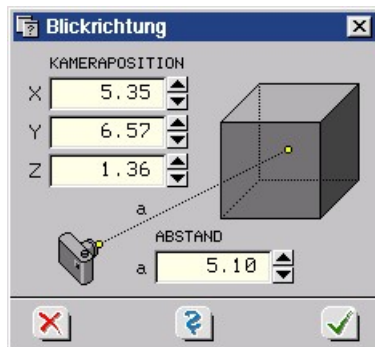 Blickrichtung
KAMERAPOSITION
X 5.35
Y 6.57
Z 1.36
a
ABSTAND
a 5.10